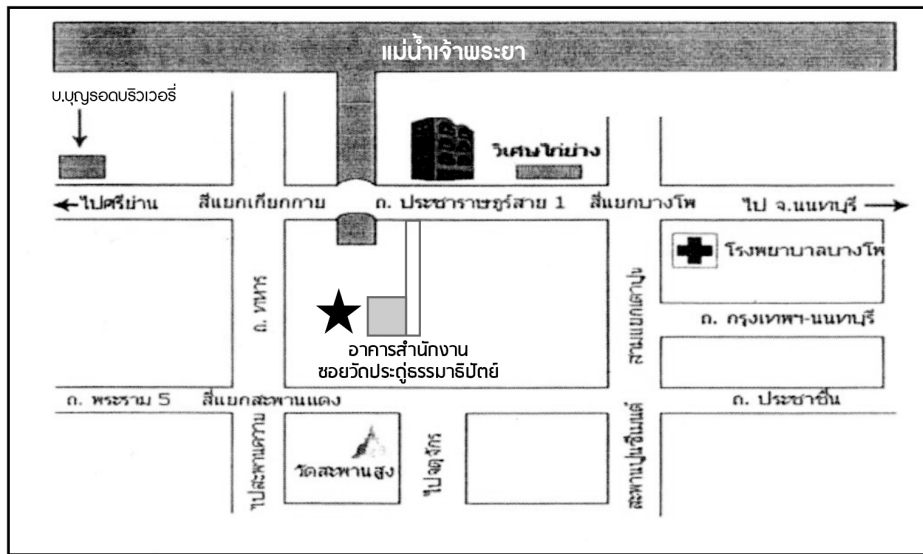 แม่น้ำเจ้าพระยา
บ.บุญรอดบริวเวอรี่
วิเศษไก่ย่าง
ไปศรีย่าน
สี่แยกเกียกกาย
ถ. ประชาราษฎร์สาย 1
สี่แยกบางโพ
ไป จ.นนทบุรี
โรงพยาบาลบางโพ
ถ. ทหาร
สามแยกเตาปูน
ถ. กรุงเทพฯ-นนทบุรี
อาคารสำนักงาน
ซอยวัดประดู่ธรรมาธิปัตย์
ถ. พระราม 5
สี่แยกสะพานแดง
ถ. ประชาชื่น
ไปสะพานควาย
วัดสะพานสูง
ไปจตุจักร
สะพานปูนซีเมนต์